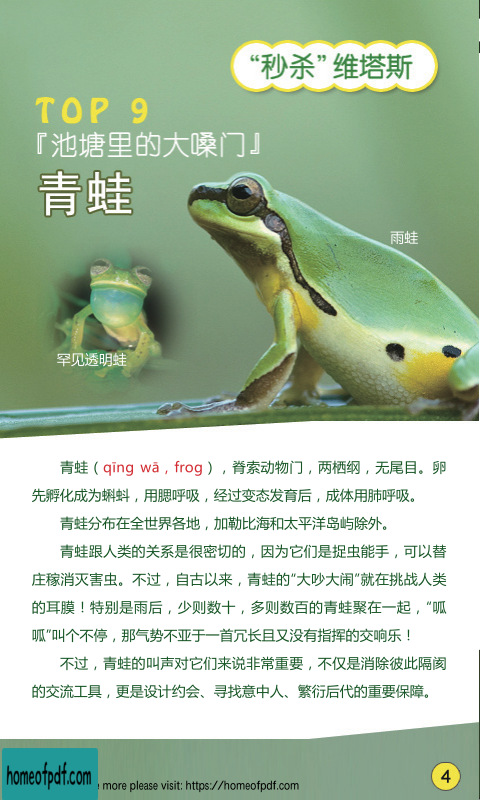 “秒杀”维塔斯
TOP 9
『池塘里的大嗓门』
青蛙
雨蛙
罕见透明蛙
青蛙（qīng wā，frog），脊索动物门，两栖纲，无尾目。卵
先孵化成为蝌蚪，用腮呼吸，经过变态发育后，成体用肺呼吸。
青蛙分布在全世界各地，加勒比海和太平洋岛屿除外。
青蛙跟人类的关系是很密切的，因为它们是捉虫能手，可以替
庄稼消灭害虫。不过，自古以来，青蛙的“大吵大闹”就在挑战人类
的耳膜！特别是雨后，少则数十，多则数百的青蛙聚在一起，“呱
呱”叫个不停，那气势不亚于一首冗长且又没有指挥的交响乐！
不过，青蛙的叫声对它们来说非常重要，不仅是消除彼此隔阂
的交流工具，更是设计约会、寻找意中人、繁衍后代的重要保障。
homeofpdf.com
e more please visit: https://homeofpdf.com
4